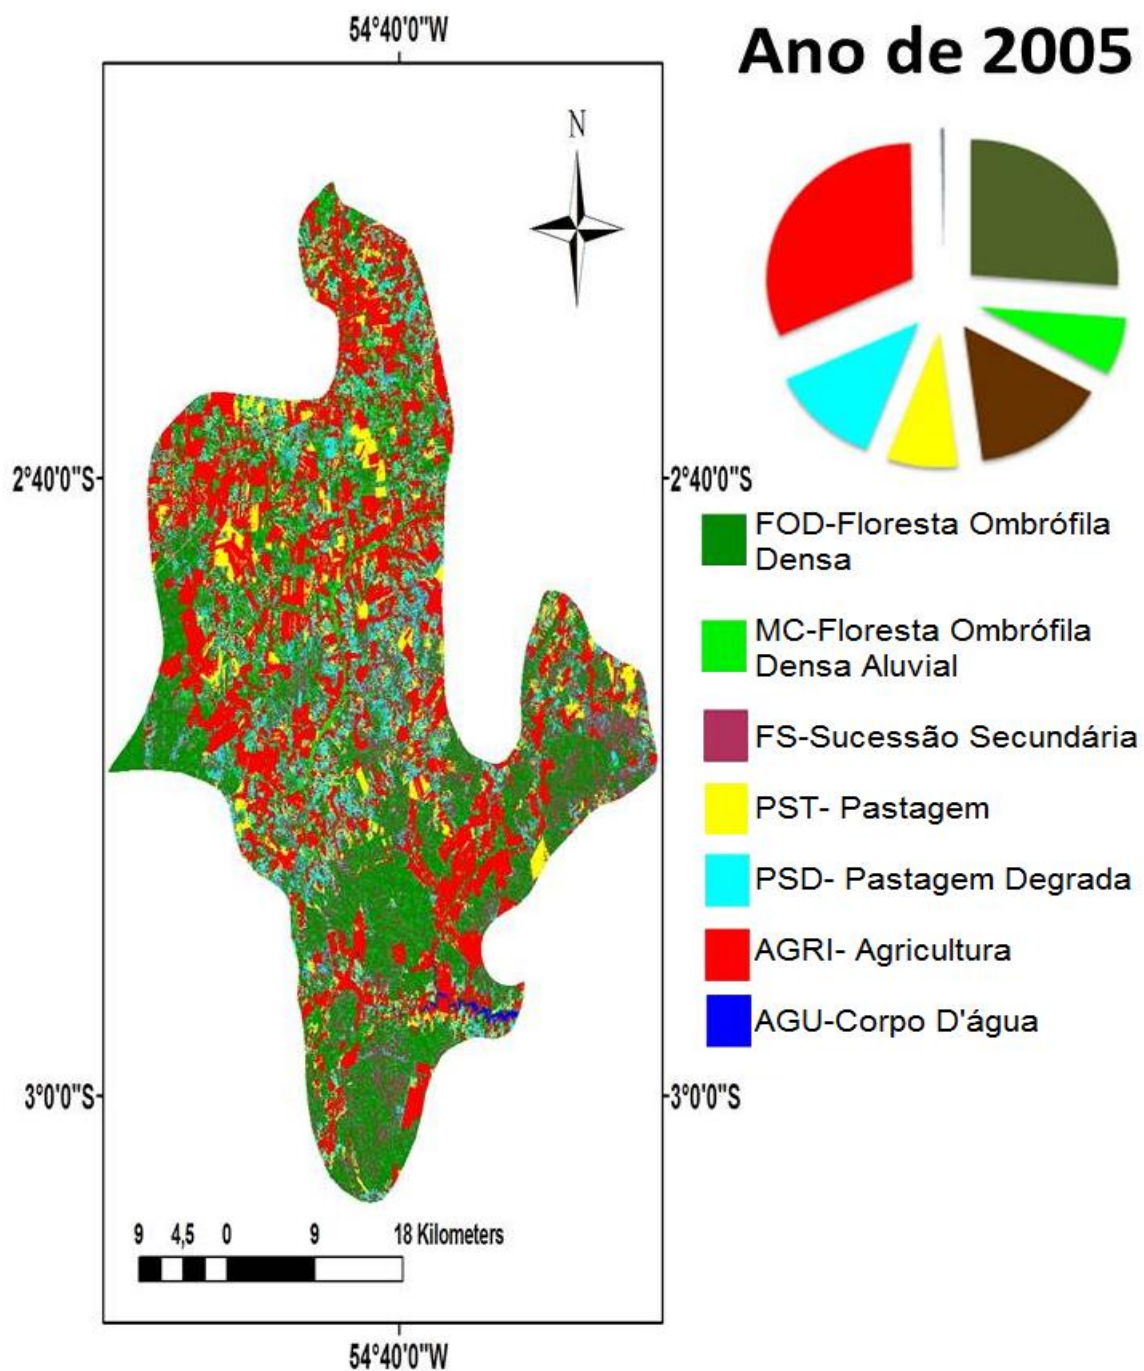 54°40'0"W
Ano de 2005
N
2°40'0"S
2°40'0"S
FOD-Floresta Ombrófila
Densa
MC-Floresta Ombrófila
Densa Aluvial
FS-Sucessão Secundária
PST- Pastagem
PSD- Pastagem Degrada
AGRI- Agricultura
AGU-Corpo D'água
3°0'0"S
3°0'0"S
9 4,5 0 9 18 Kilometers
54°40'0"W